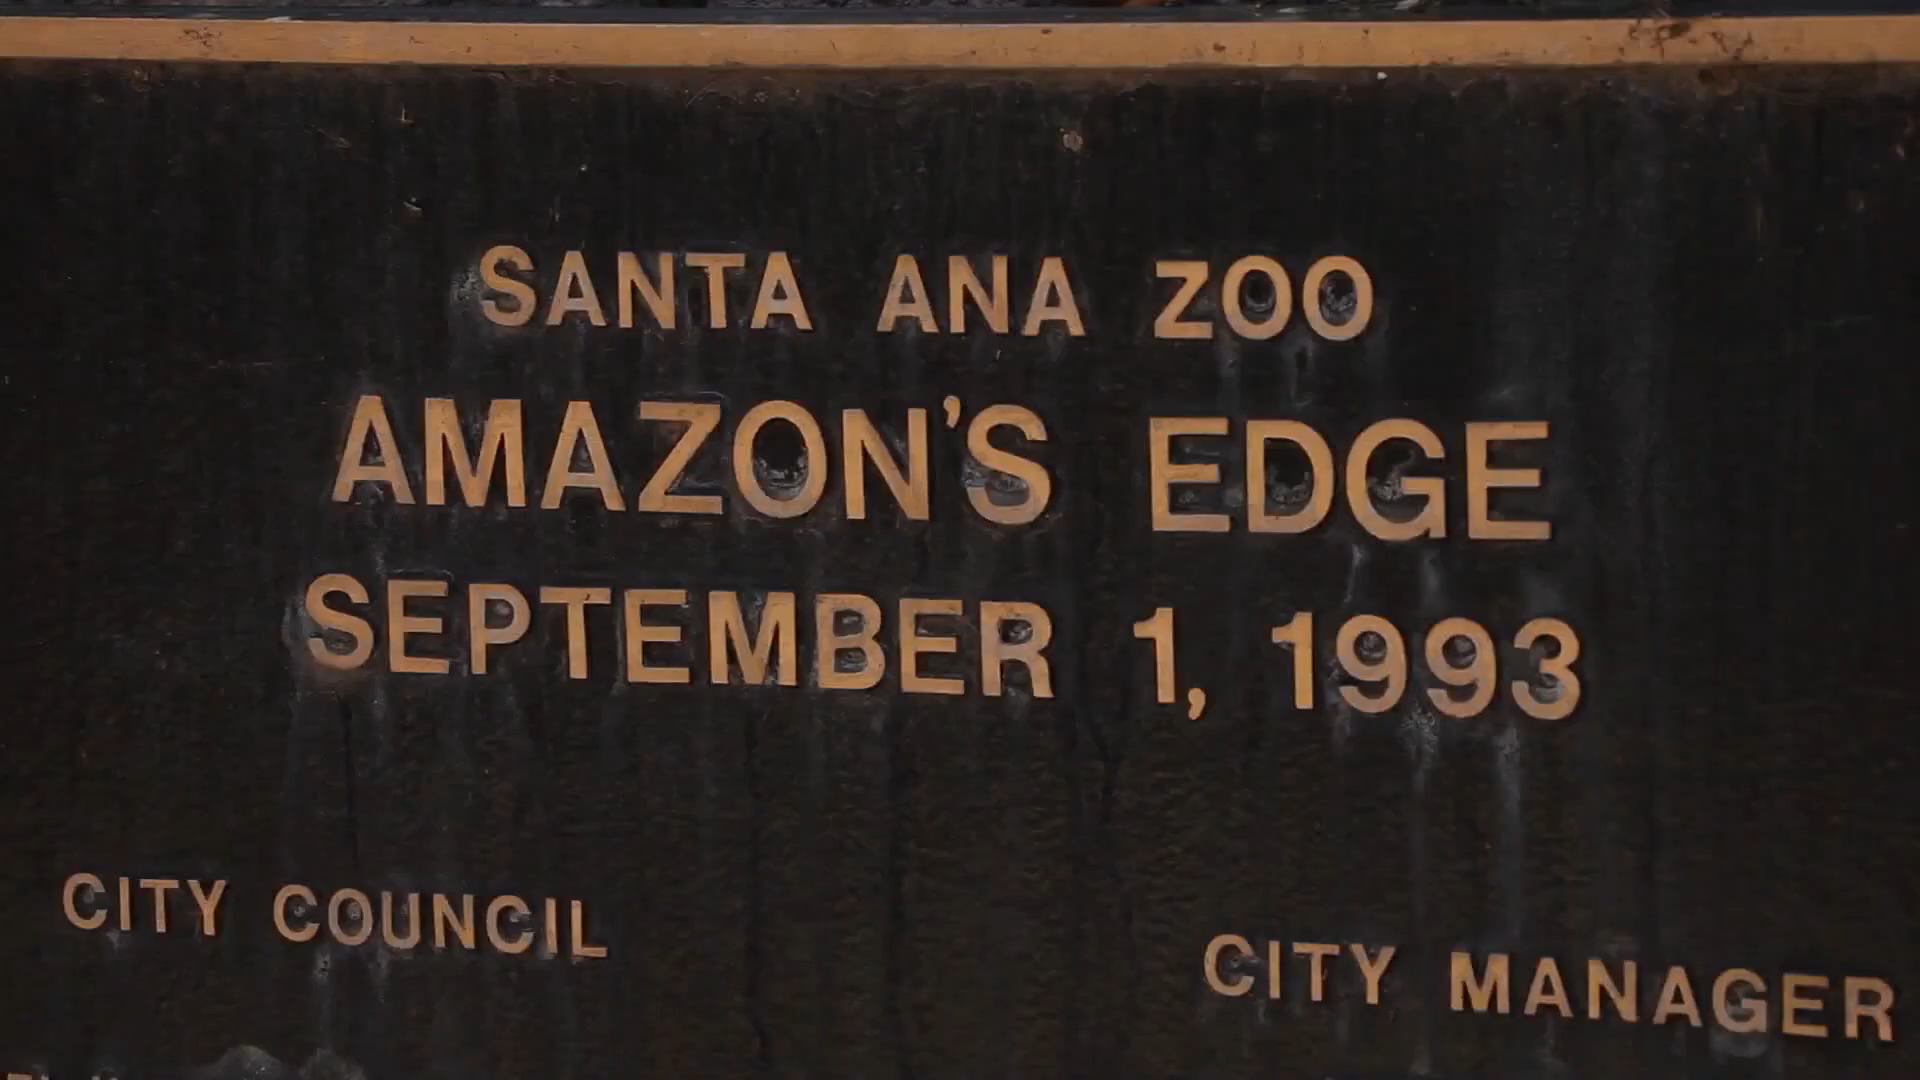 SANTA ANA ZOO
AMAZON'S EDGE
SEPTEMBER 1, 1993
CITY COUNCIL
CITY MANAGER